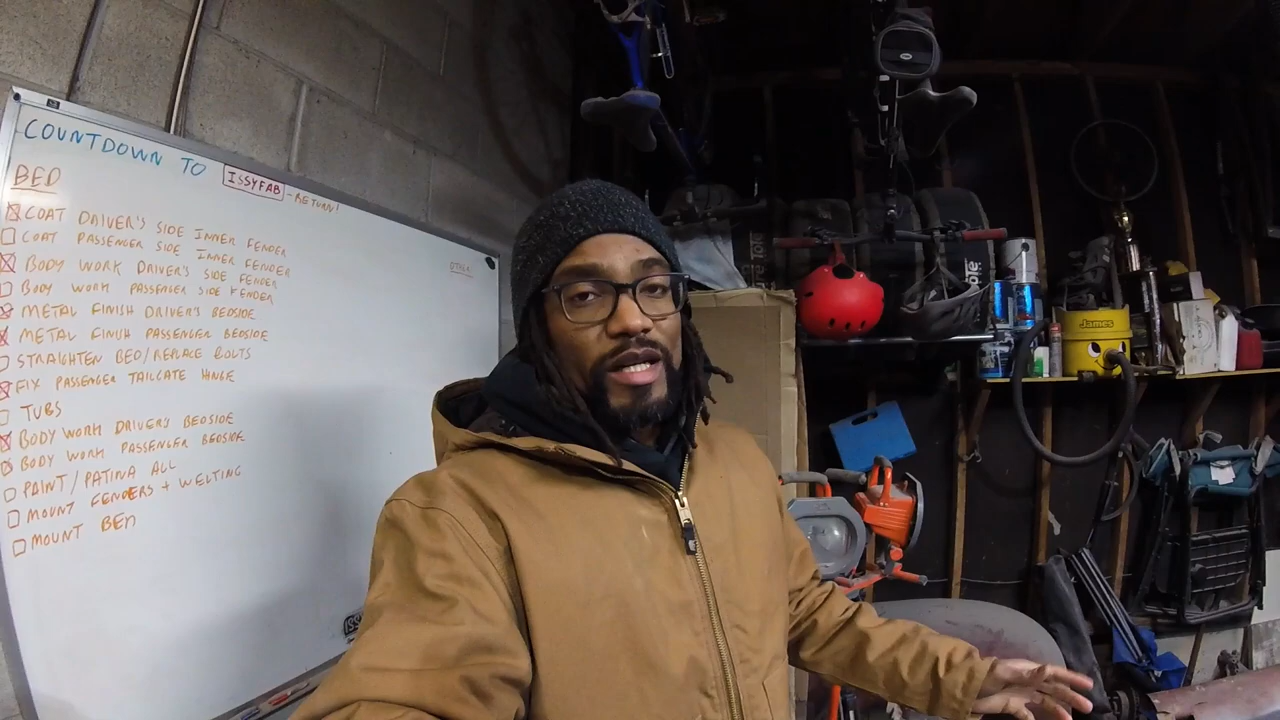 COUNTDOWN TO ISSYFAB - RETURN!
BED
COAT DRIVER'S SIDE INNER FENDER
COAT PASSENGER SIDE INNER FENDER
BODY WORK DRIVER'S SIDE FENDER
BODY WORK PASSENGER SIDE FENDER
METAL FINISH DRIVER'S BEDSIDE
METAL FINISH PASSENGER BEDSIDE
STRAIGHTEN BED/REPLACE BOLTS
FIX PASSENGER TAILGATE HINGE
TUBS
BODY WORK DRIVER'S BEDSIDE
BODY WORK PASSENGER BEDSIDE
PAINT/PATINA ALL
MOUNT FENDERS + WELTING
MOUNT BED
OTHER
James